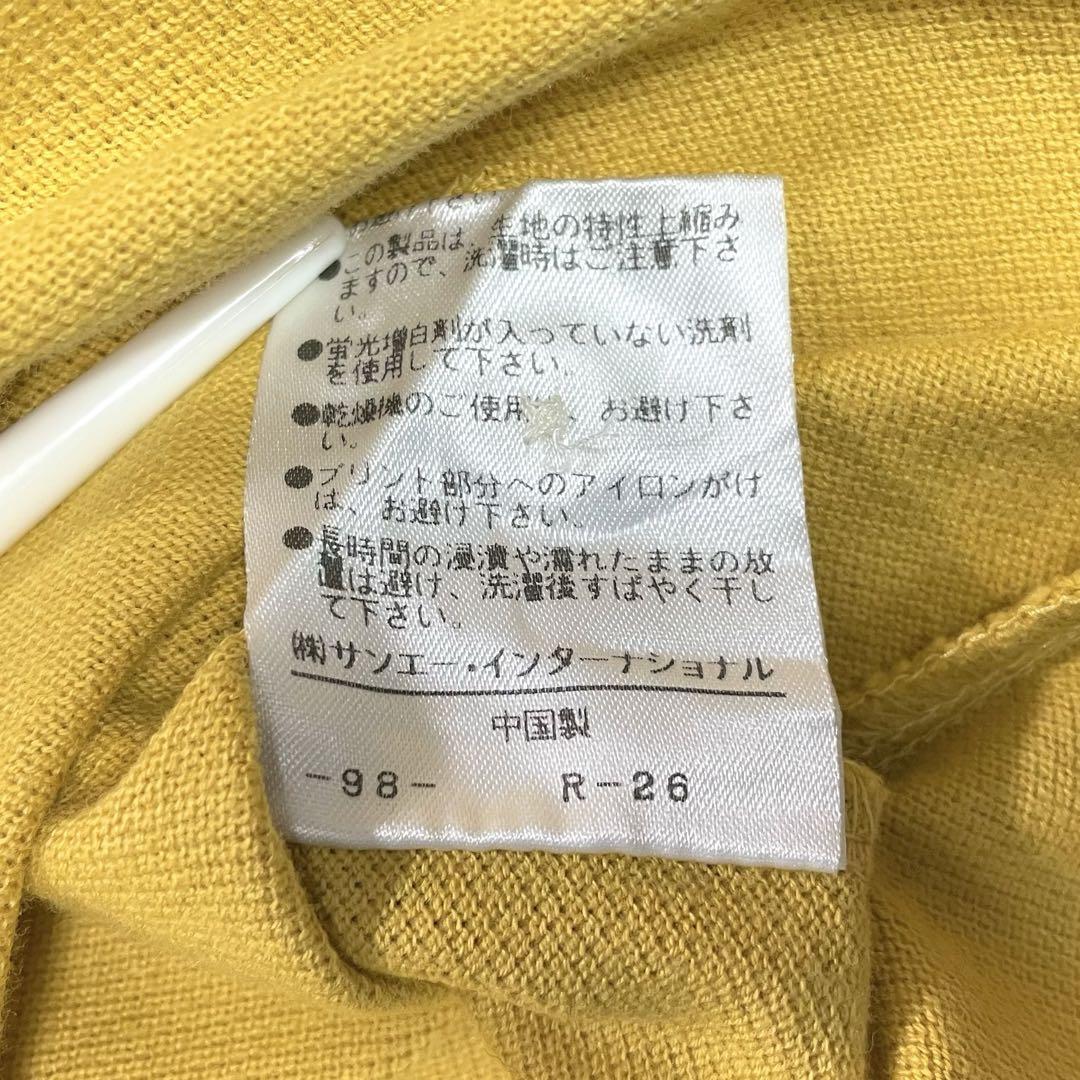 ●この製品は、生地の特性上縮み
ますので、洗濯時はご注意下さ
い。
●蛍光増白剤が入っていない洗剤
を使用して下さい。
●乾燥機のご使用は、お避け下さ
い。
●プリント部分へのアイロンがけ
は、お避け下さい。
●長時間の浸漬や濡れたままの放
置は避け、洗濯後すばやく干し
て下さい。
(株)サンエー・インターナショナル
中国製
-98- R-26